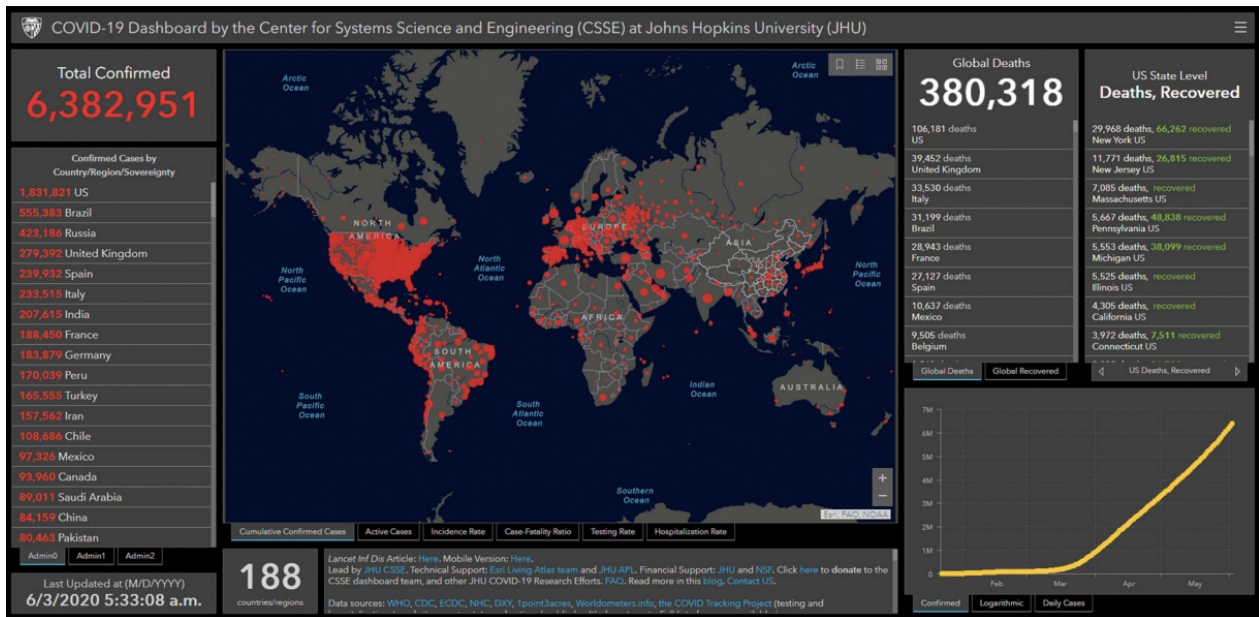 COVID-19 Dashboard by the Center for Systems Science and Engineering (CSSE) at Johns Hopkins University (JHU)
Total Confirmed
6,382,951
Confirmed Cases by
Country/Region/Sovereignty
1,831,821 US
555,383 Brazil
423,186 Russia
279,392 United Kingdom
239,932 Spain
233,515 Italy
207,615 India
188,450 France
183,879 Germany
170,039 Peru
165,555 Turkey
157,562 Iran
108,686 Chile
97,326 Mexico
93,960 Canada
89,011 Saudi Arabia
84,159 China
80,463 Pakistan
Admin0 Admin1 Admin2
Last Updated at (M/D/YYYY)
6/3/2020 5:33:08 a.m.
Arctic
Ocean
Arctic
Ocean
NORTH
AMERICA
EUROPE
ASIA
North
Pacific
Ocean
North
Atlantic
Ocean
North
Pacific
Ocean
AFRICA
SOUTH
AMERICA
Indian
Ocean
AUSTRALIA
South
Pacific
Ocean
South
Atlantic
Ocean
Southern
Ocean
+
−
Esri, FAO, NOAA
Cumulative Confirmed Cases Active Cases Incidence Rate Case-Fatality Ratio Testing Rate Hospitalization Rate
188
countries/regions
Lancet Inf Dis Article: Here. Mobile Version: Here.
Lead by JHU CSSE. Technical Support: Esri Living Atlas team and JHU APL. Financial Support: JHU and NSF. Click here to donate to the
CSSE dashboard team, and other JHU COVID-19 Research Efforts. FAQ. Read more in this blog. Contact US.
Data sources: WHO, CDC, ECDC, NHC, DXY, 1point3acres, Worldometers.info, the COVID Tracking Project (testing and
Global Deaths
380,318
106,181 deaths
US
39,452 deaths
United Kingdom
33,530 deaths
Italy
31,199 deaths
Brazil
28,943 deaths
France
27,127 deaths
Spain
10,637 deaths
Mexico
9,505 deaths
Belgium
Global Deaths Global Recovered
US State Level
Deaths, Recovered
29,968 deaths, 66,262 recovered
New York US
11,771 deaths, 26,815 recovered
New Jersey US
7,085 deaths, recovered
Massachusetts US
5,667 deaths, 48,838 recovered
Pennsylvania US
5,553 deaths, 38,099 recovered
Michigan US
5,525 deaths, recovered
Illinois US
4,305 deaths, recovered
California US
3,972 deaths, 7,511 recovered
Connecticut US
US Deaths, Recovered
7M
6M
5M
4M
3M
2M
1M
0
Feb Mar Apr May
Confirmed Logarithmic Daily Cases